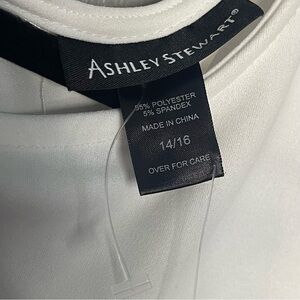 ASHLEY STEWART®
95% POLYESTER
5% SPANDEX
MADE IN CHINA
14/16
OVER FOR CARE